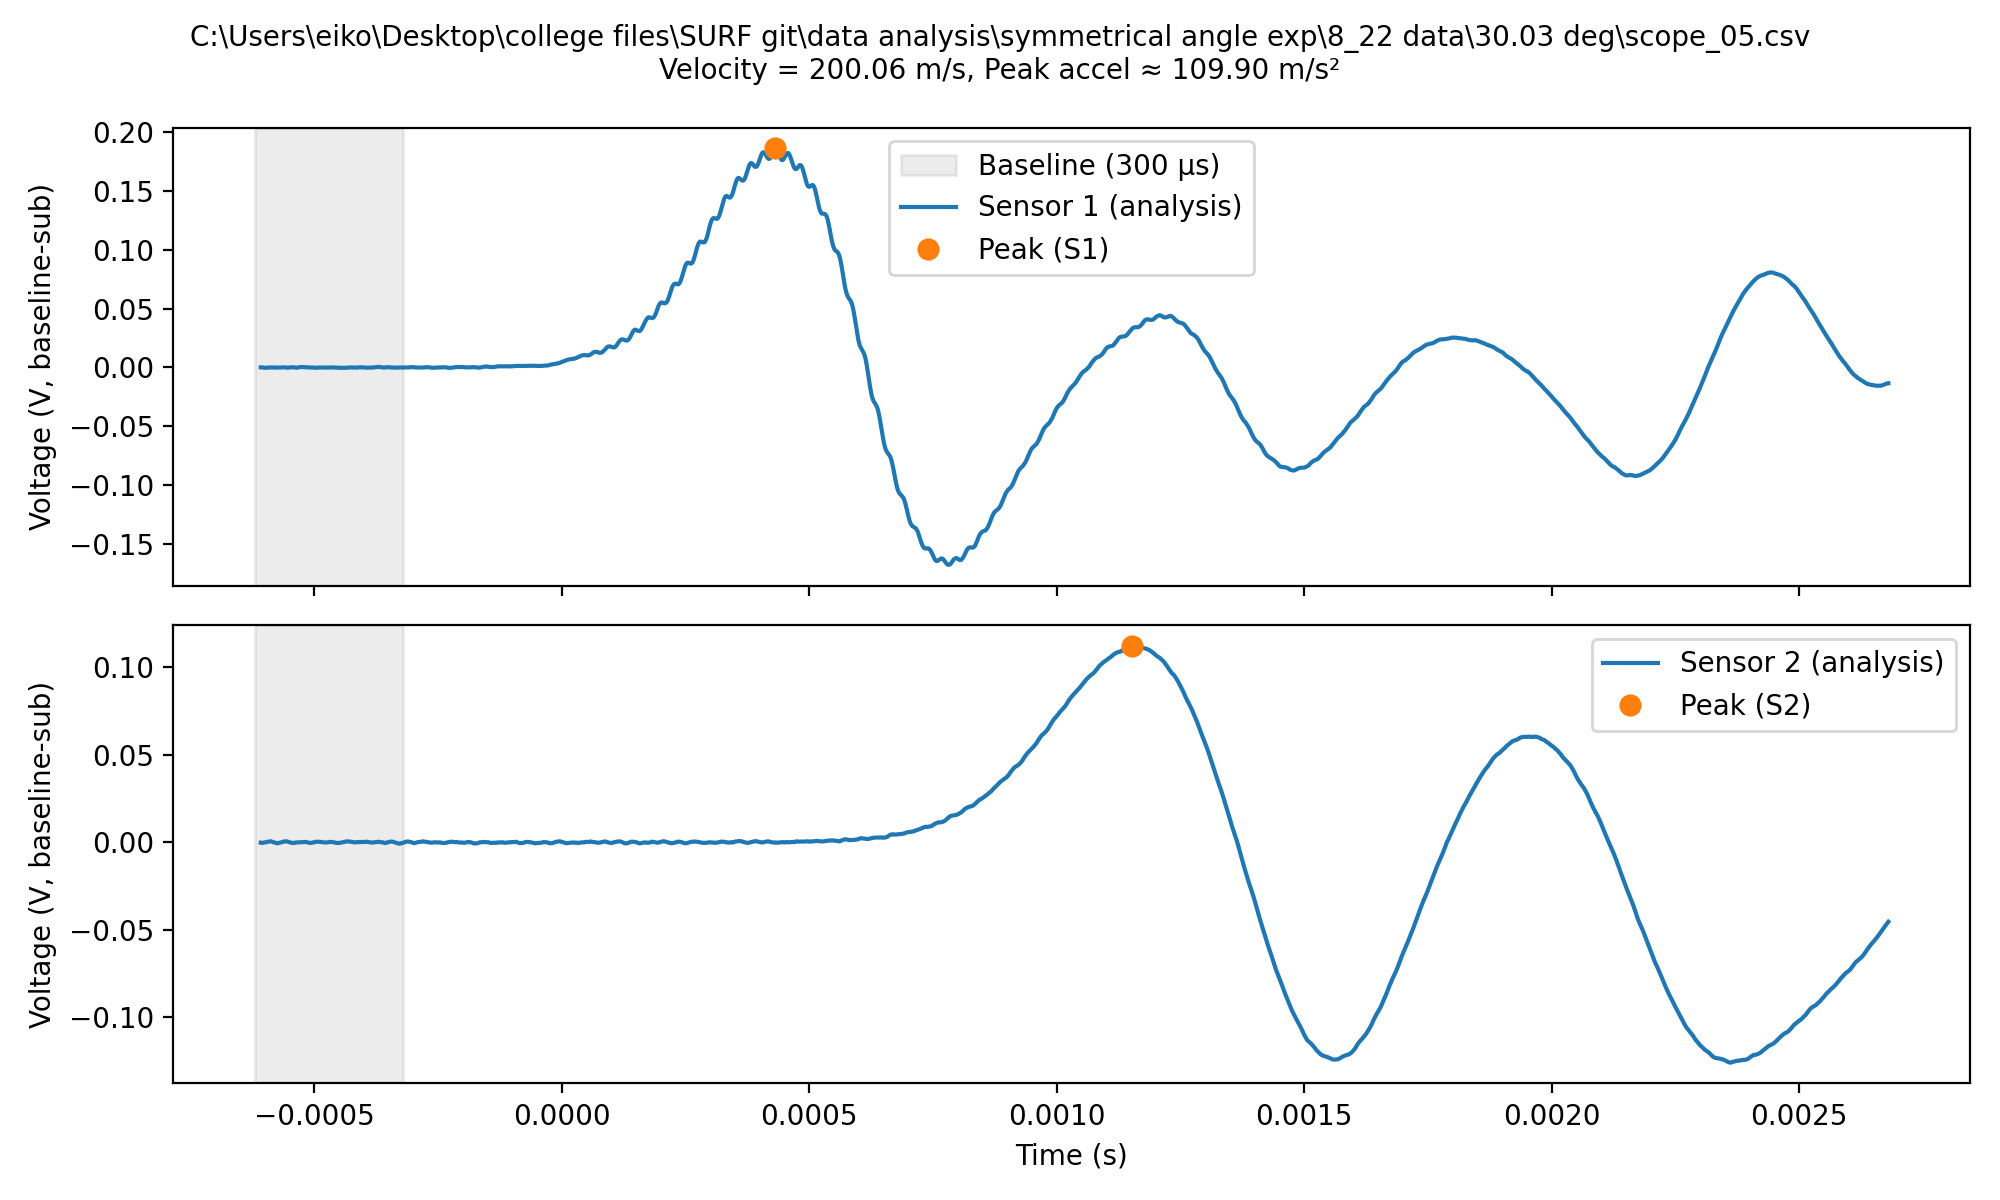 C:\Users\eiko\Desktop\college files\SURF git\data analysis\symmetrical angle exp\8_22 data\30.03 deg\scope_05.csv
Velocity = 200.06 m/s, Peak accel ≈ 109.90 m/s²
Voltage (V, baseline-sub)
0.20
0.15
0.10
0.05
0.00
−0.05
−0.10
−0.15
Baseline (300 µs)
Sensor 1 (analysis)
Peak (S1)
Voltage (V, baseline-sub)
0.10
0.05
0.00
−0.05
−0.10
Sensor 2 (analysis)
Peak (S2)
−0.0005 0.0000 0.0005 0.0010 0.0015 0.0020 0.0025
Time (s)